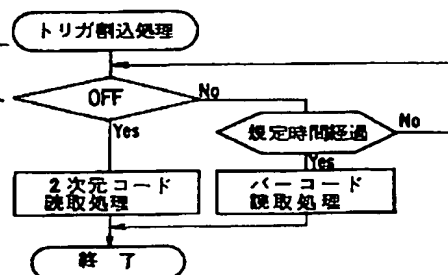 トリガ割込処理
OFF
No
規定時間経過
No
Yes
Yes
2次元コード
読取処理
バーコード
読取処理
終了